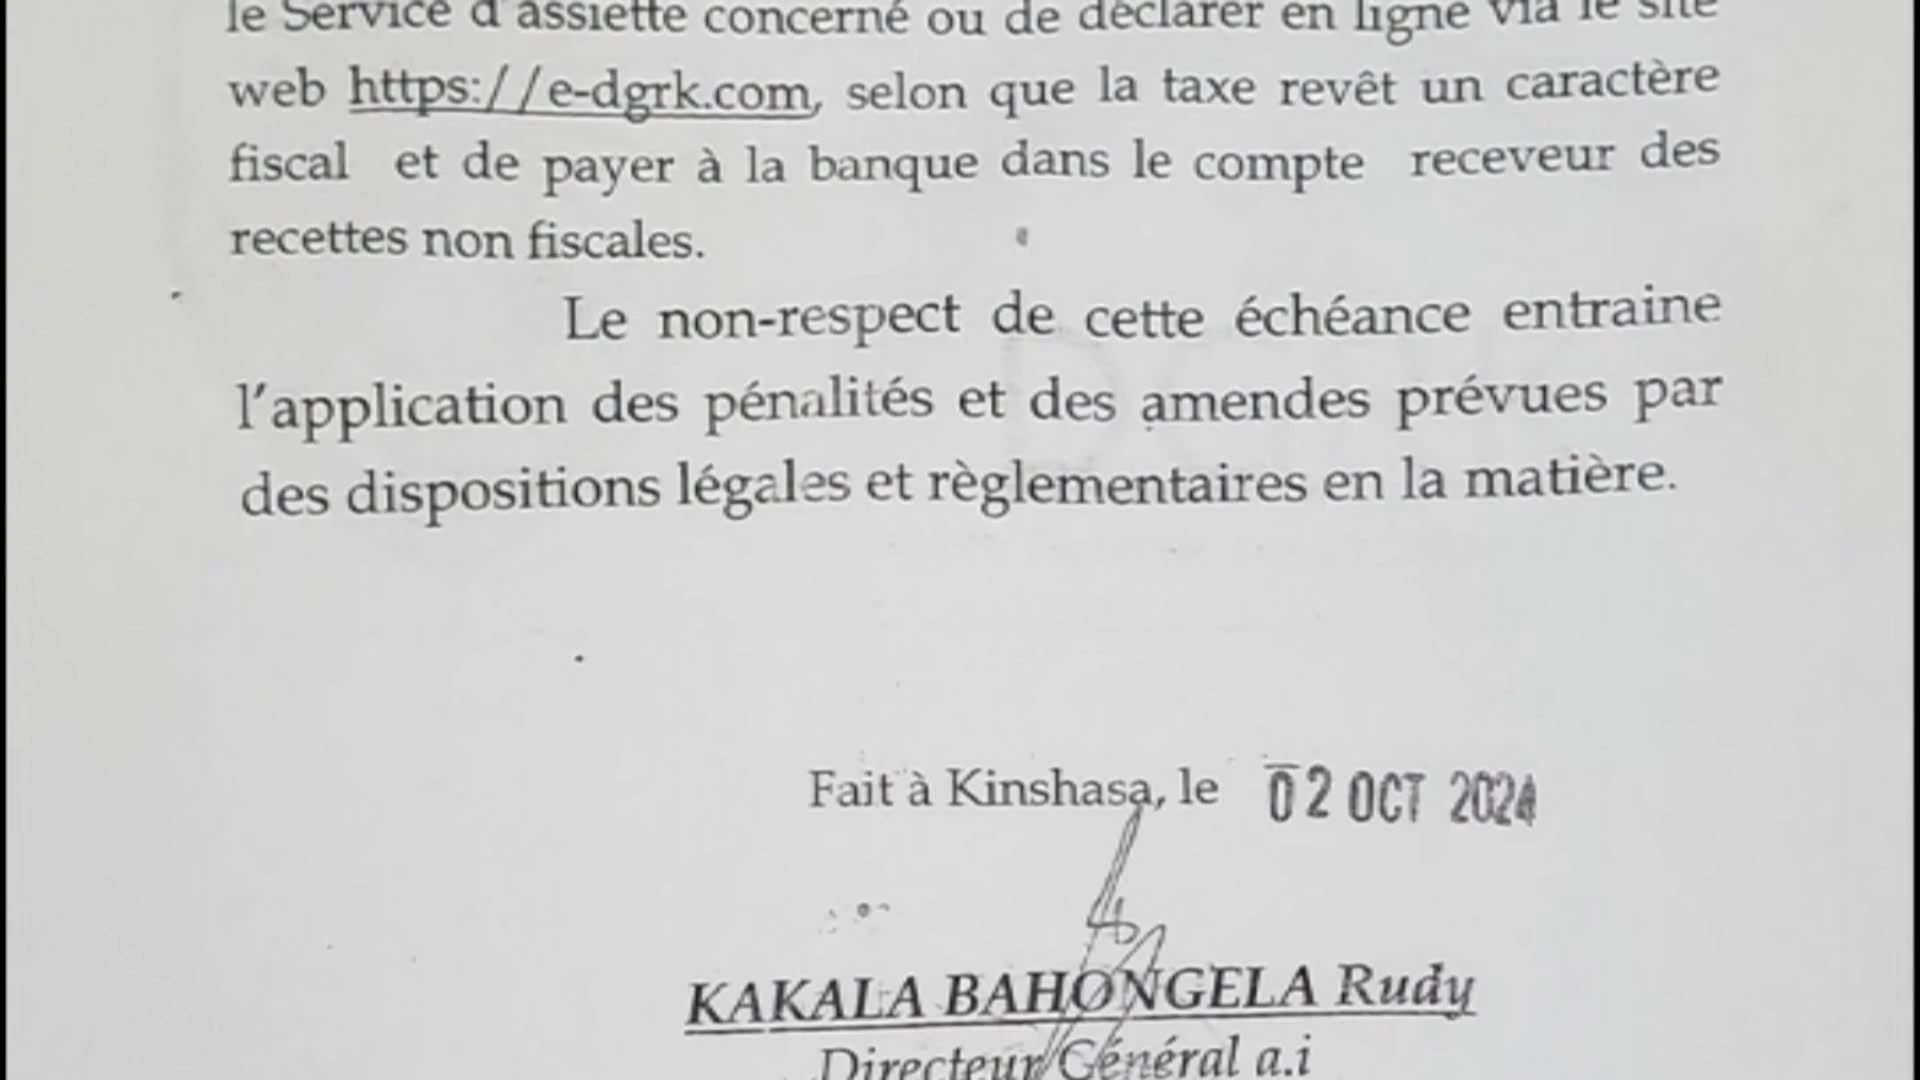 le Service d'assiette concerné ou de déclarer en ligne via le site
web https://e-dgrk.com, selon que la taxe revêt un caractère
fiscal et de payer à la banque dans le compte receveur des
recettes non fiscales.
Le non-respect de cette échéance entraine
l'application des pénalités et des amendes prévues par
des dispositions légales et règlementaires en la matière.
Fait à Kinshasa, le 02 OCT 2024
KAKALA BAHONGELA Rudy
Directeur Général a.i